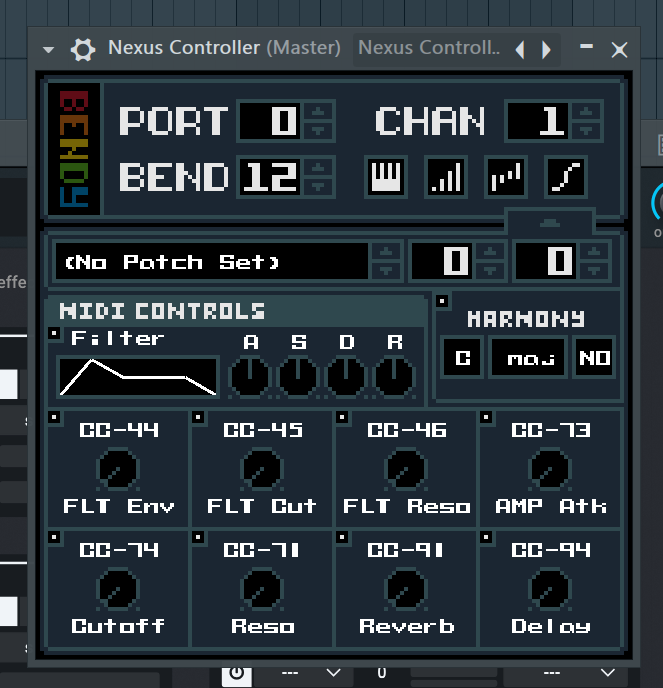 Nexus Controller (Master) Nexus Controll..
BENDY
PORT 0 CHAN 1
BEND 12
(No Patch Set) 0 0
MIDI CONTROLS
HARMONY
Filter A S D R
C maj NO
CC-44 CC-45 CC-46 CC-73
FLT Env FLT Cut FLT Reso AMP Atk
CC-74 CC-71 CC-91 CC-94
Cutoff Reso Reverb Delay
effe
--- 0 ---